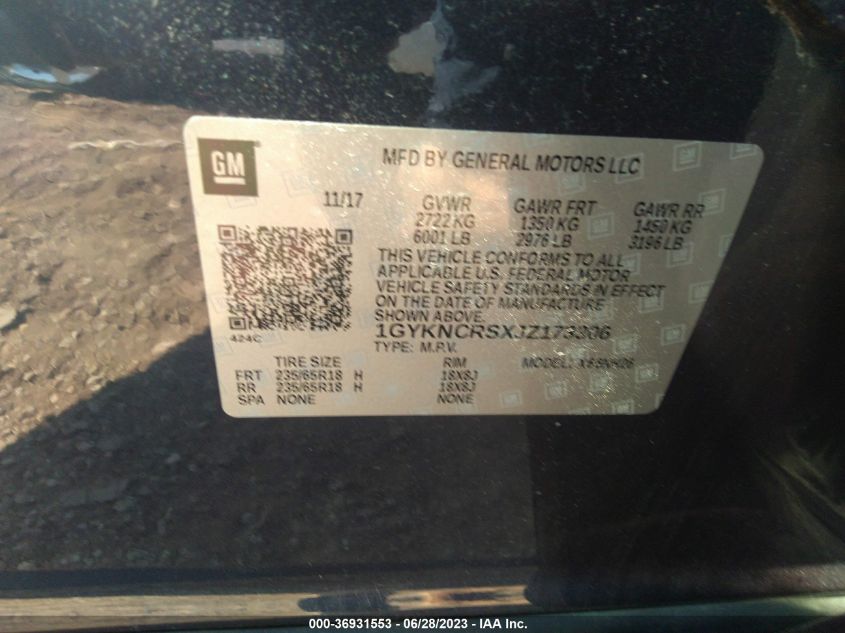 GM
MFD BY GENERAL MOTORS LLC
11/17 GVWR GAWR FRT GAWR RR
2722 KG 1350 KG 1450 KG
6001 LB 2976 LB 3196 LB
THIS VEHICLE CONFORMS TO ALL
APPLICABLE U.S. FEDERAL MOTOR
VEHICLE SAFETY STANDARDS IN EFFECT
ON THE DATE OF MANUFACTURE
SHOWN ABOVE.
424C
1GYKNCRSXJZ173306
TYPE: M.P.V.
TIRE SIZE RIM MODEL:
FRT 235/65R18 H 18X8J
RR 235/65R18 H 18X8J
SPA NONE NONE
000-36931553 - 06/28/2023 - IAA Inc.